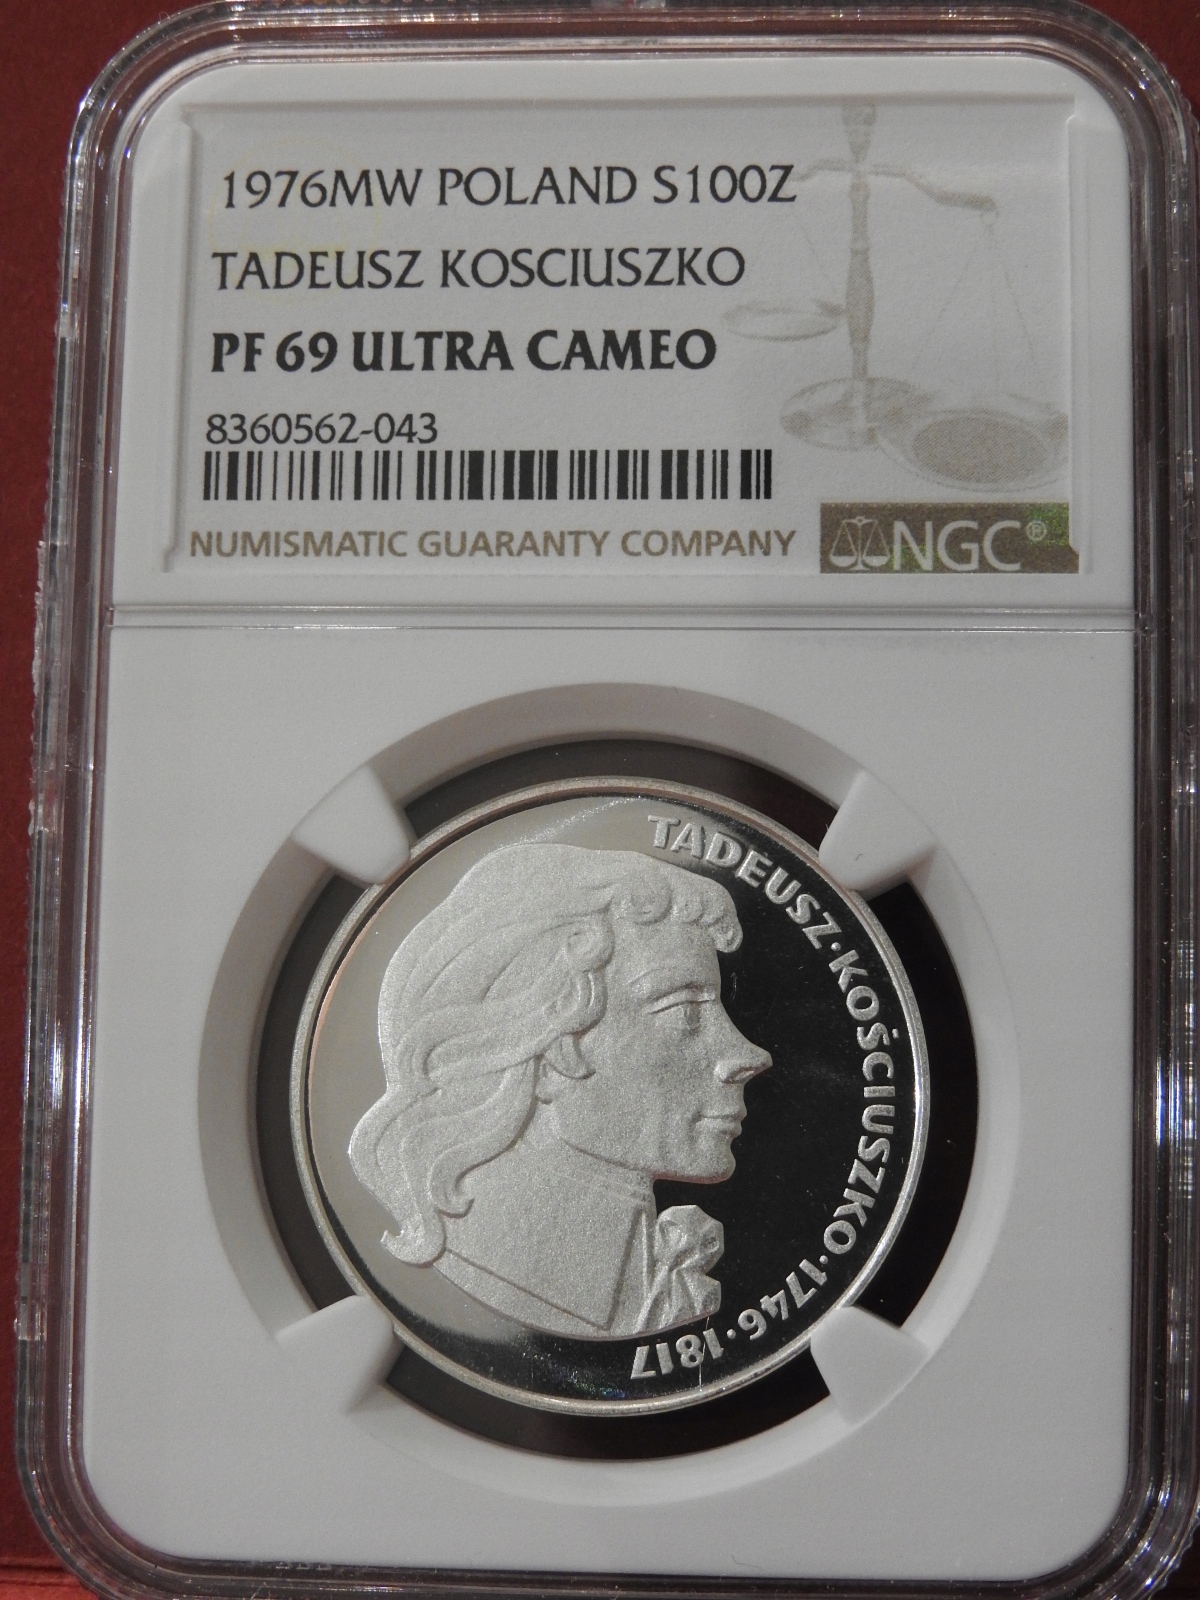 1976MW POLAND S100Z
TADEUSZ KOSCIUSZKO
PF 69 ULTRA CAMEO
8360562-043
NUMISMATIC GUARANTY COMPANY
NGC®
TADEUSZ·KOŚCIUSZKO·1746·1817